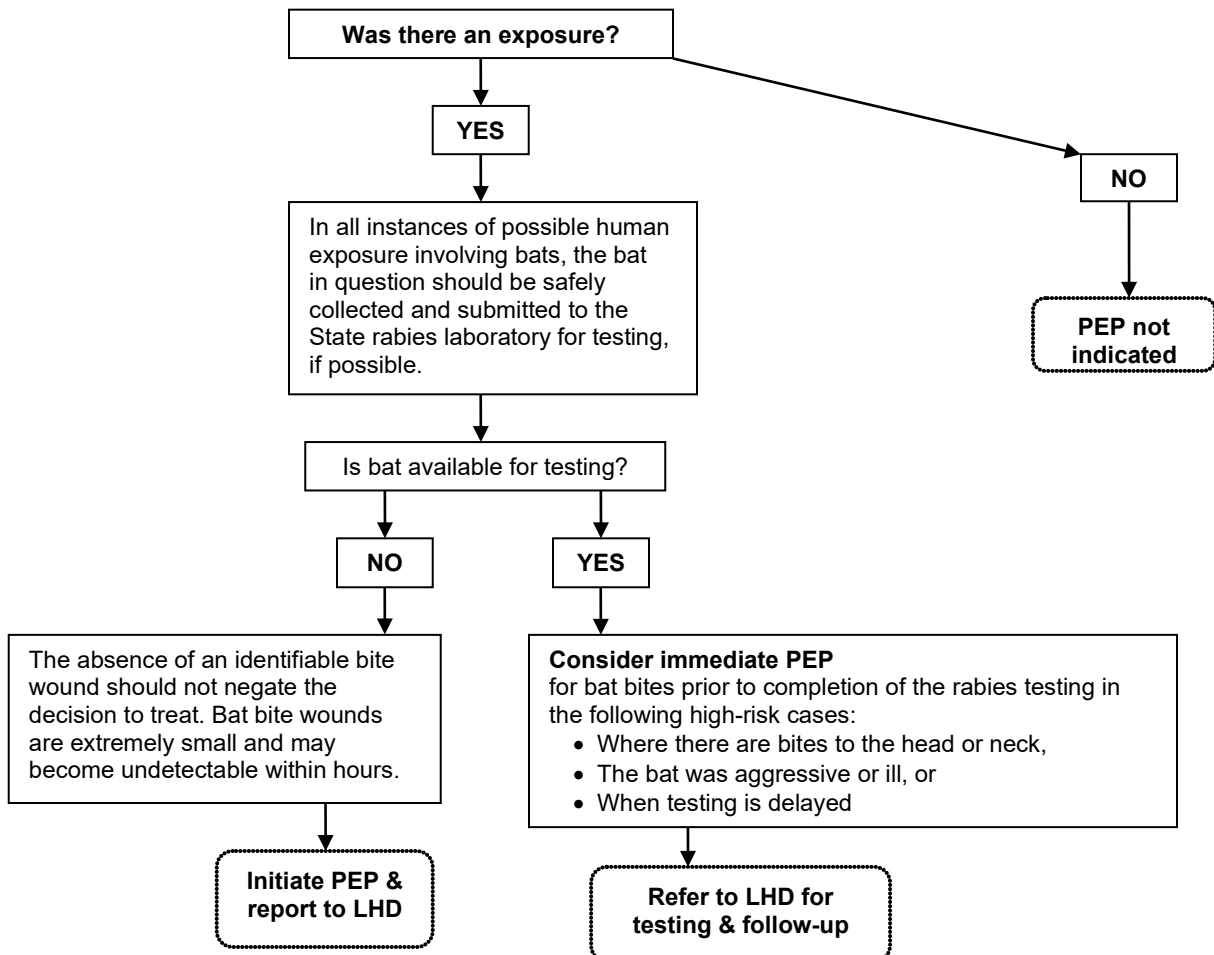 Was there an exposure?
YES
NO
In all instances of possible human
exposure involving bats, the bat
in question should be safely
collected and submitted to the
State rabies laboratory for testing,
if possible.
PEP not
indicated
Is bat available for testing?
NO
YES
The absence of an identifiable bite
wound should not negate the
decision to treat. Bat bite wounds
are extremely small and may
become undetectable within hours.
Consider immediate PEP
for bat bites prior to completion of the rabies testing in
the following high-risk cases:
• Where there are bites to the head or neck,
• The bat was aggressive or ill, or
• When testing is delayed
Initiate PEP &
report to LHD
Refer to LHD for
testing & follow-up